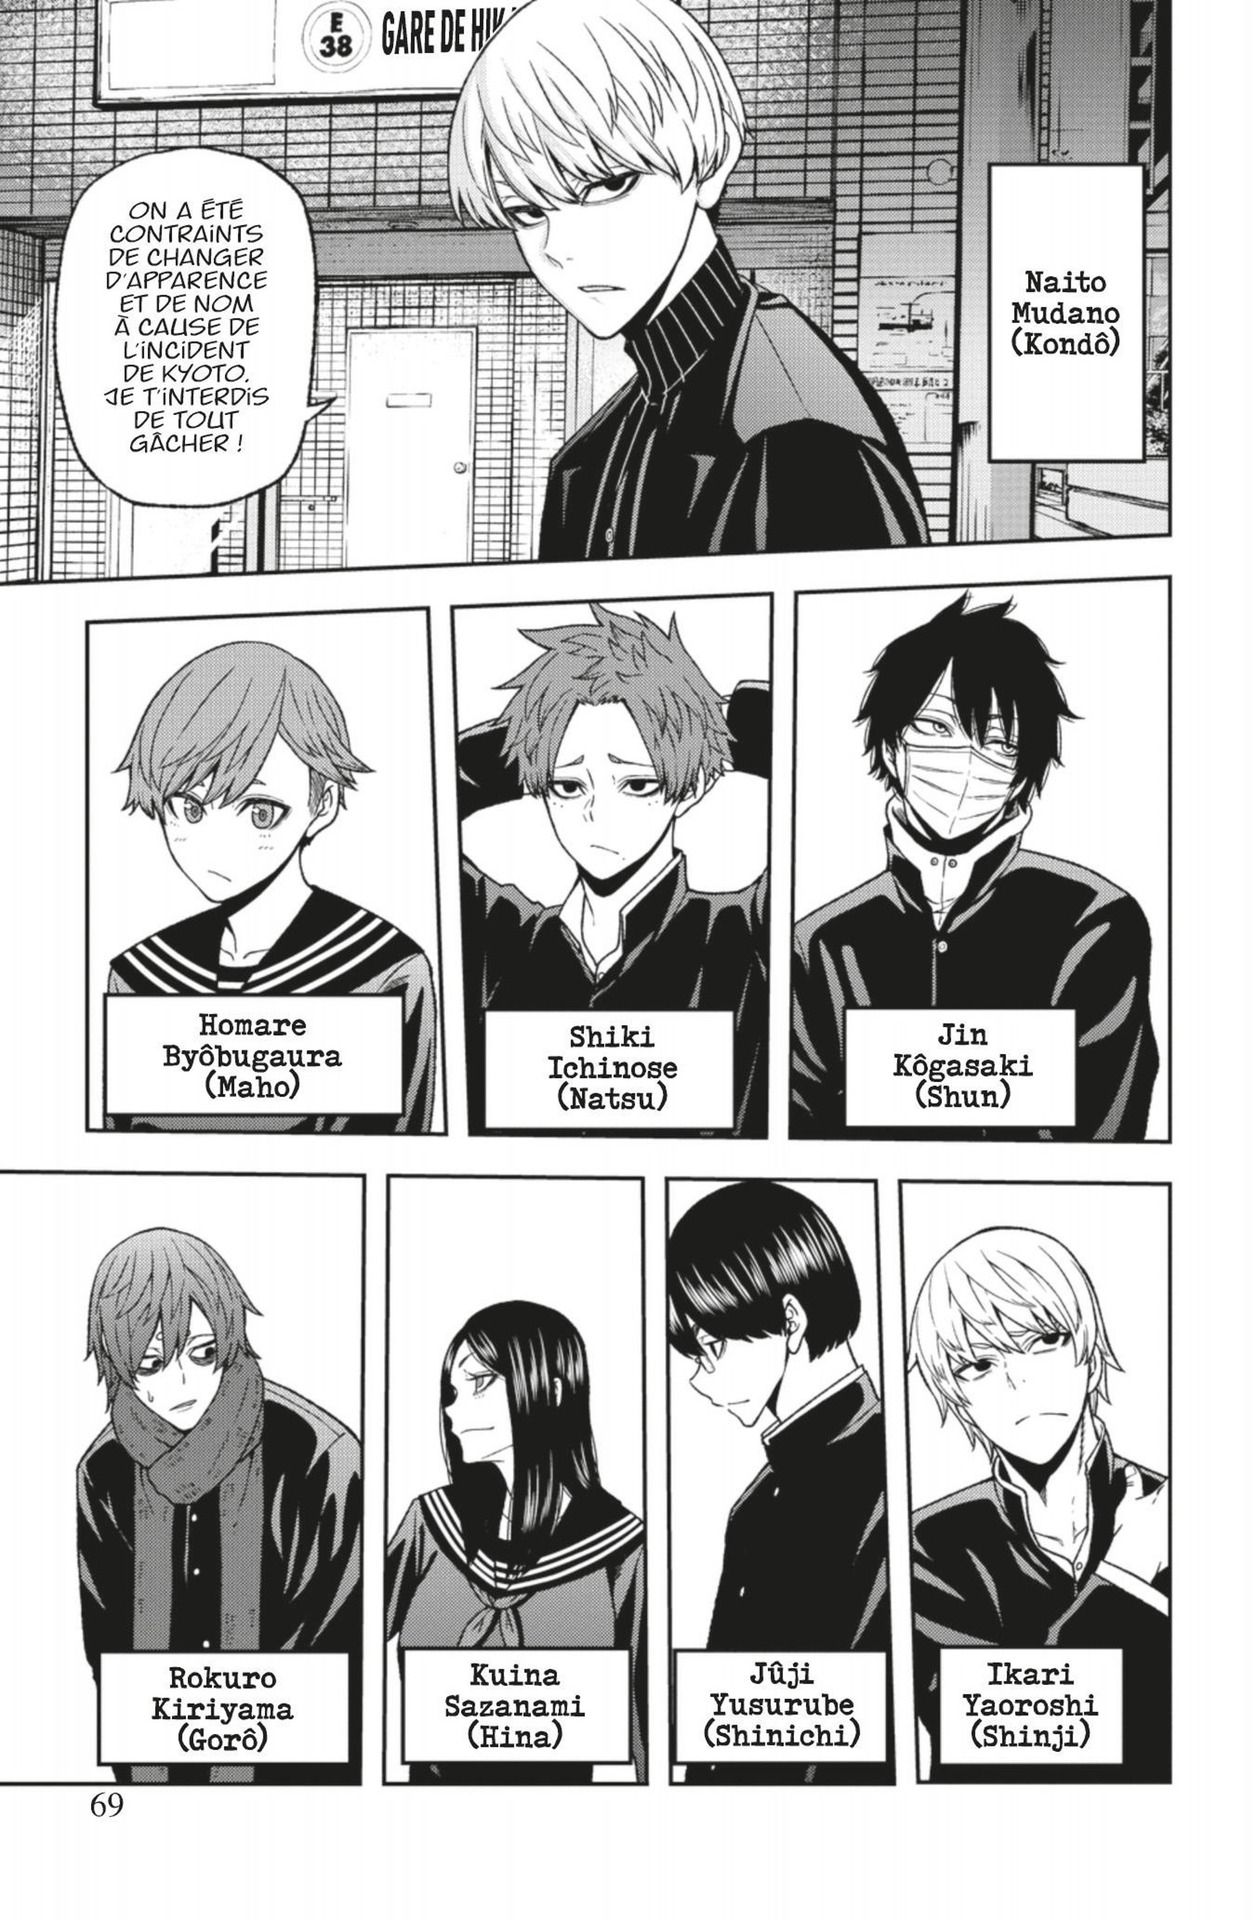 E
38
GARE DE
ON A ÉTÉ
CONTRAINTS
DE CHANGER
D'APPARENCE
ET DE NOM
À CAUSE DE
L'INCIDENT
DE KYOTO.
JE T'INTERDIS
DE TOUT
GÂCHER !
Naito
Mudano
(Kondô)
Homare
Byôbugaura
(Maho)
Shiki
Ichinose
(Natsu)
Jin
Kôgasaki
(Shun)
Rokuro
Kiriyama
(Gorô)
Kuina
Sazanami
(Hina)
Jûji
Yusurube
(Shinichi)
Ikari
Yaoroshi
(Shinji)
69